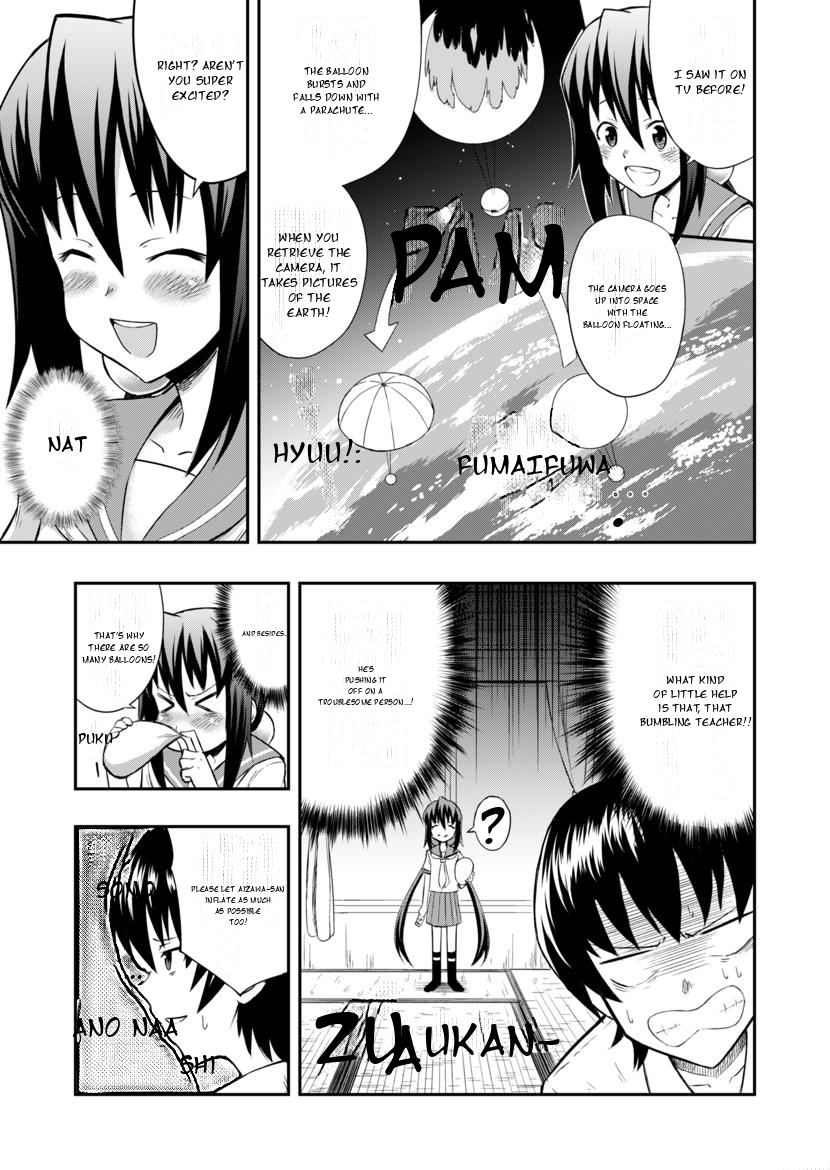 I SAW IT ON
TV BEFORE!
THE CAMERA GOES
UP INTO SPACE
WITH THE
BALLOON FLOATING...
FUMAIFUWA
PAM
THE BALLOON
BURSTS AND
FALLS DOWN WITH
A PARACHUTE...
WHEN YOU
RETRIEVE THE
CAMERA, IT
TAKES PICTURES
OF THE
EARTH!
HYUU!:
RIGHT? AREN'T
YOU SUPER
EXCITED?
NAT
WHAT KIND
OF LITTLE HELP
IS THAT, THAT
BUMBLING TEACHER!!
HE'S
PUSHING IT
OFF ON A
TROUBLESOME PERSON...!
?
ZUAUKAN-
AND BESIDES...
THAT'S WHY
THERE ARE SO
MANY BALLOONS!
PUKU
PLEASE LET AIZAWA-SAN
INFLATE AS MUCH
AS POSSIBLE
TOO!
SONO
...
ANO NAA
SHI